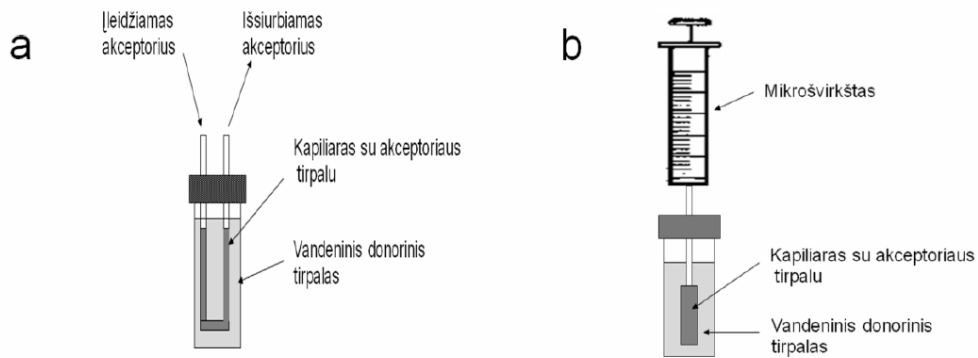 a
Įleidžiamas
akceptorius
Išsiurbiamas
akceptorius
Kapiliaras su akceptoriaus
tirpalu
Vandeninis donorinis
tirpalas
b
Mikrošvirkštas
Kapiliaras su akceptoriaus
tirpalu
Vandeninis donorinis
tirpalas